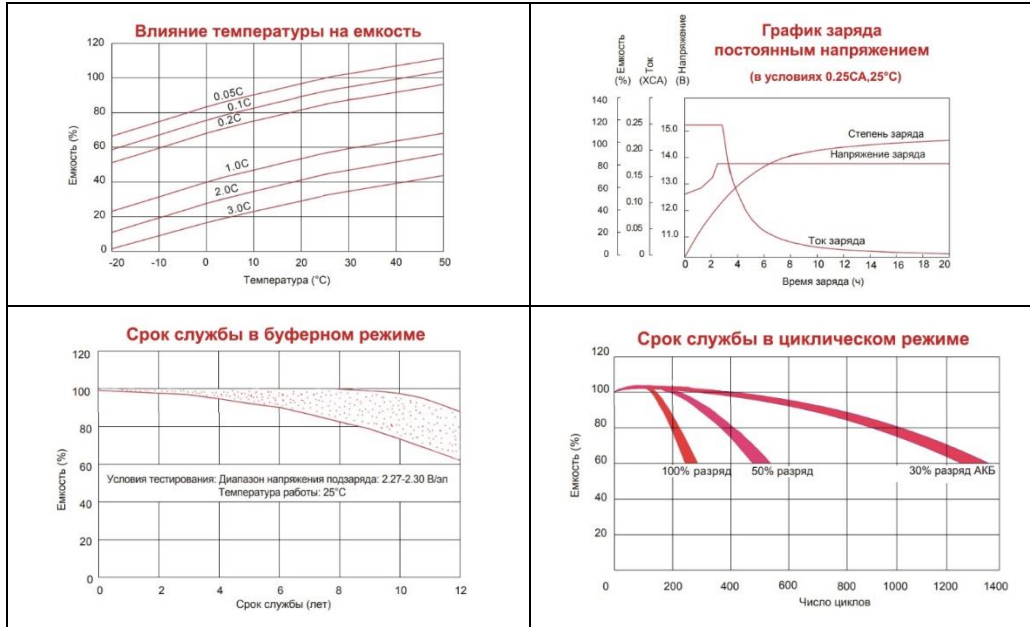 Влияние температуры на емкость
Емкость (%)
120
100
80
60
40
20
0
0.05C
0.1C
0.2C
1.0C
2.0C
3.0C
-20
-10
0
10
20
30
40
50
Температура (°C)
График заряда
постоянным напряжением
(в условиях 0.25CA,25°C)
Емкость
(%)
Ток
(XCA)
Напряжение
(В)
140
120
100
80
60
40
20
0
0.25
0.20
0.15
0.10
0.05
0
15.0
14.0
13.0
12.0
11.0
Степень заряда
Напряжение заряда
Ток заряда
0 2 4 6 8 10 12 14 16 18 20
Время заряда (ч)
Срок службы в буферном режиме
Емкость (%)
120
100
80
60
40
20
0
Условия тестирования: Диапазон напряжения подзаряда: 2.27-2.30 В/эл
Температура работы: 25°C
0 2 4 6 8 10 12
Срок службы (лет)
Срок службы в циклическом режиме
Емкость (%)
120
100
80
60
40
20
100% разряд
50% разряд
30% разряд АКБ
0 200 400 600 800 1000 1200 1400
Число циклов